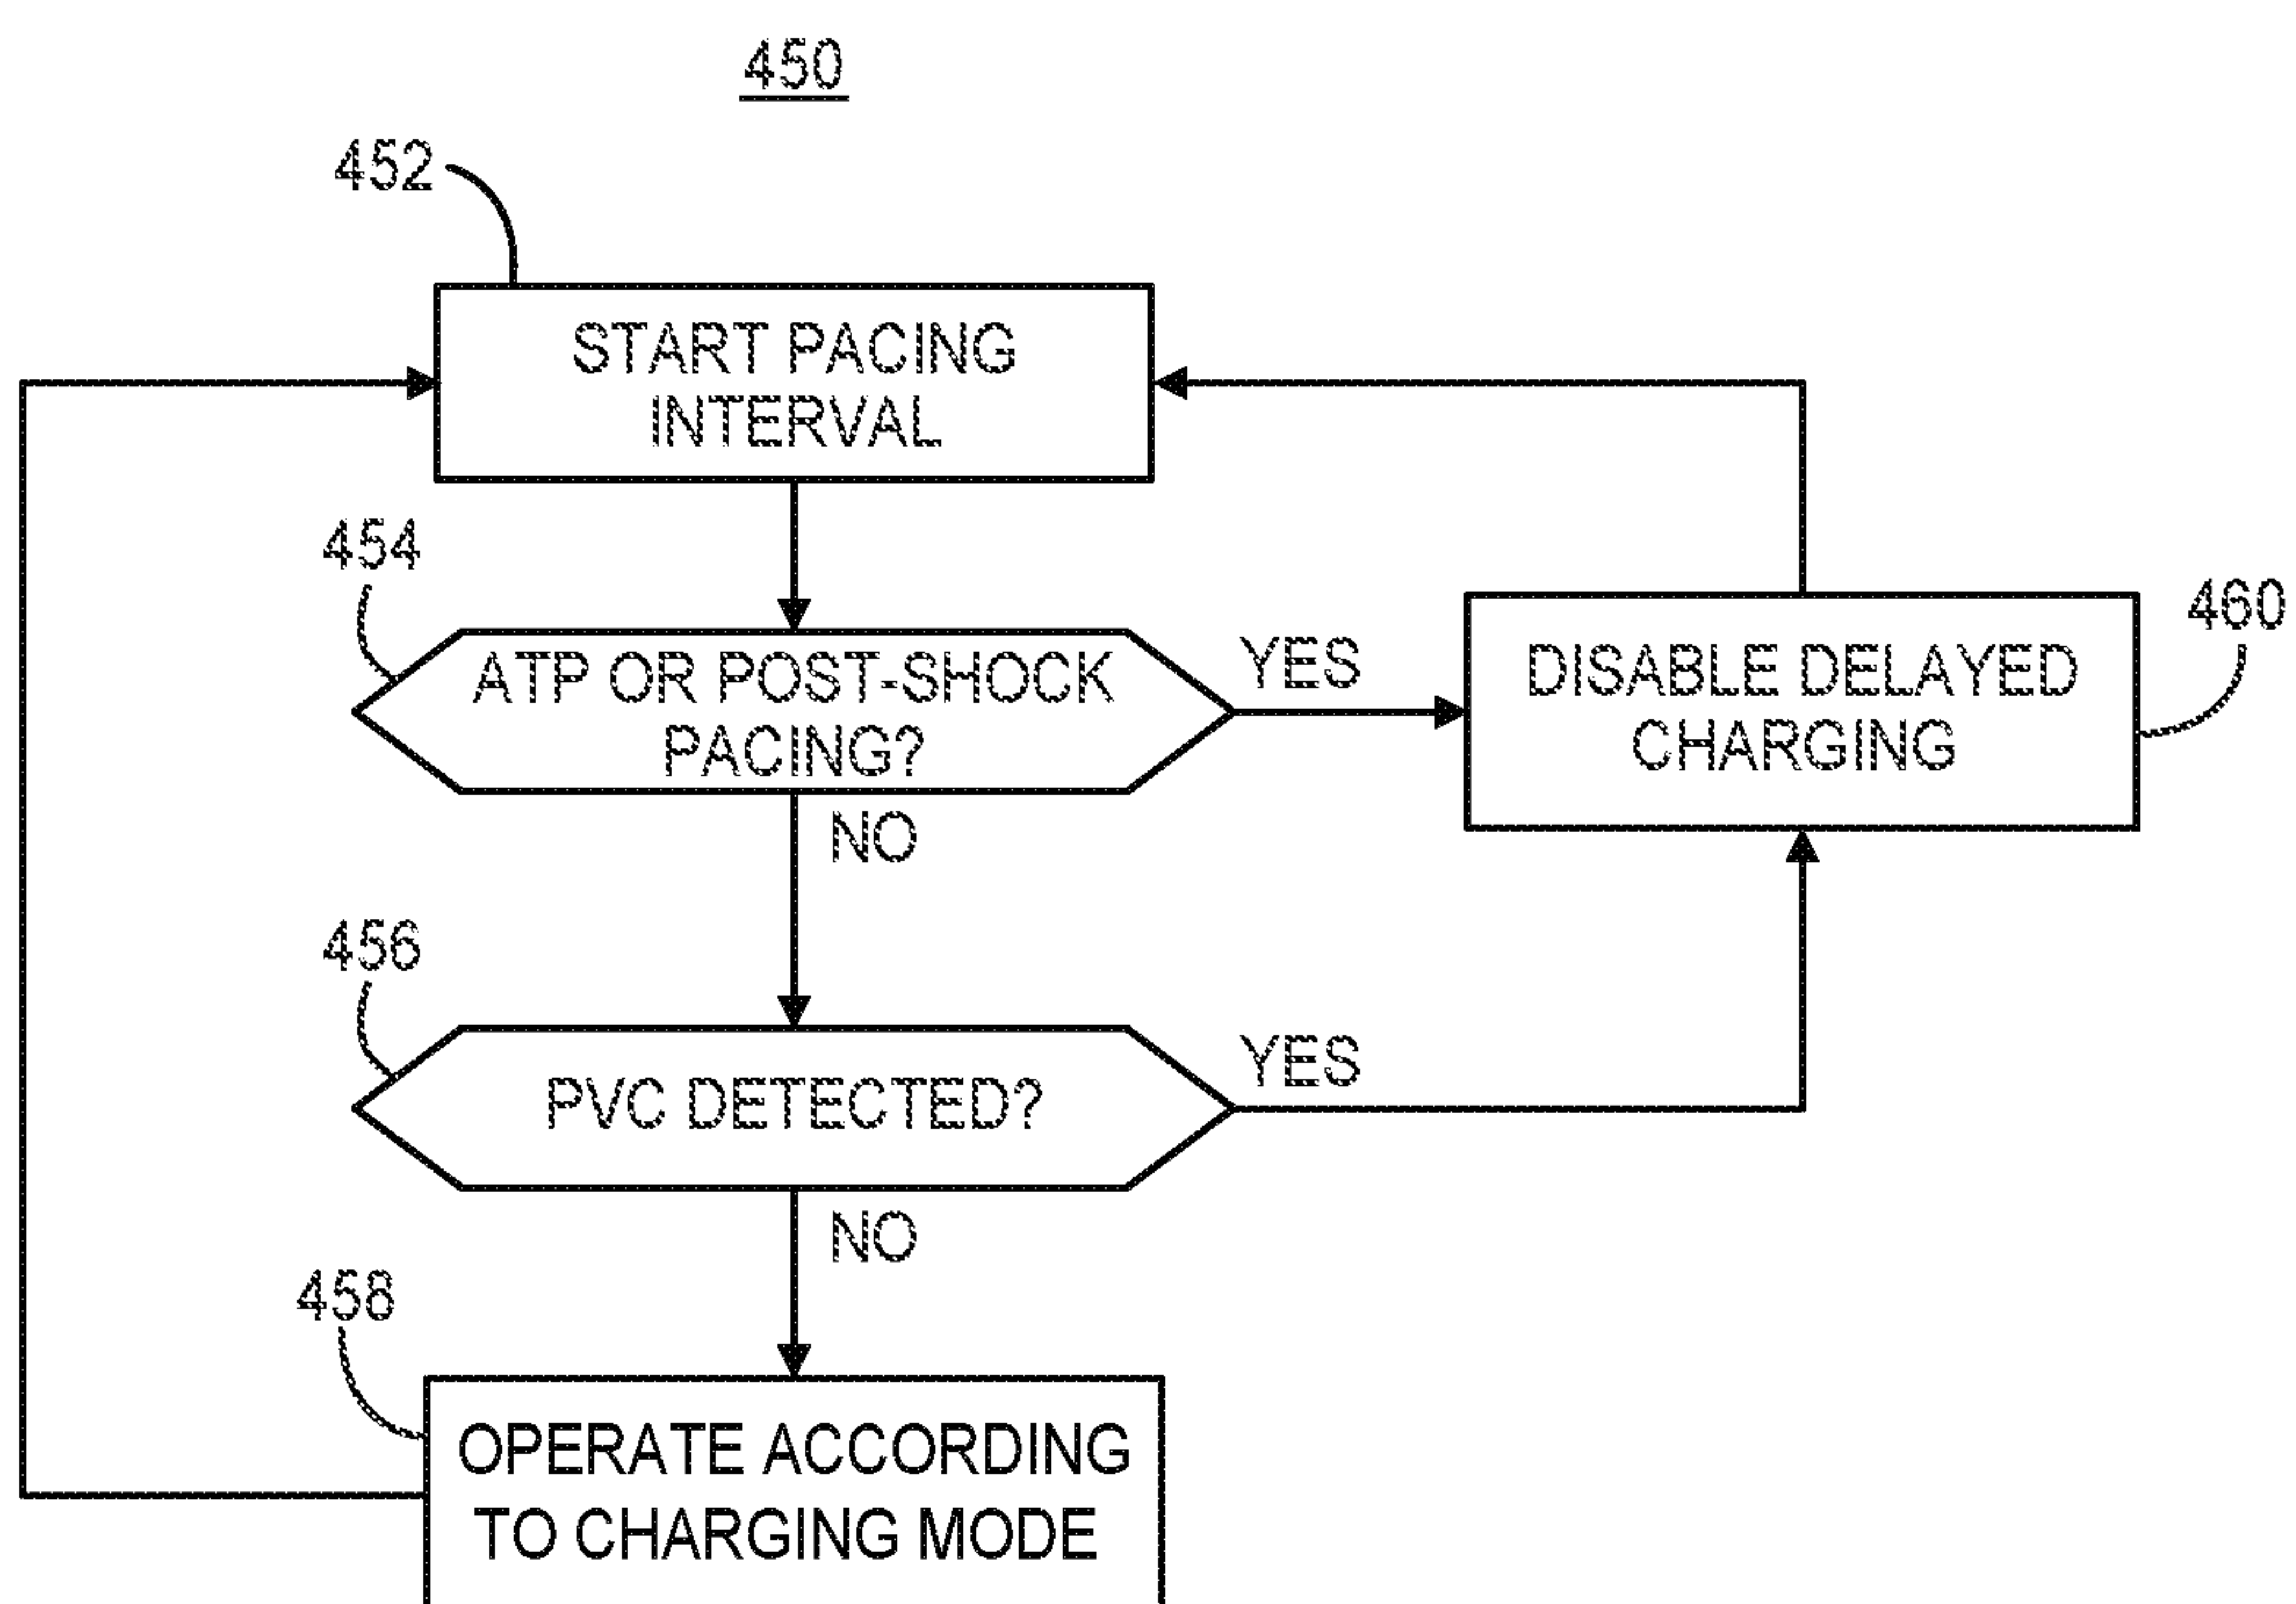 450
452
START PACING
INTERVAL
454
ATP OR POST-SHOCK
PACING?
YES
NO
DISABLE DELAYED
CHARGING
460
456
PVC DETECTED?
YES
NO
458
OPERATE ACCORDING
TO CHARGING MODE